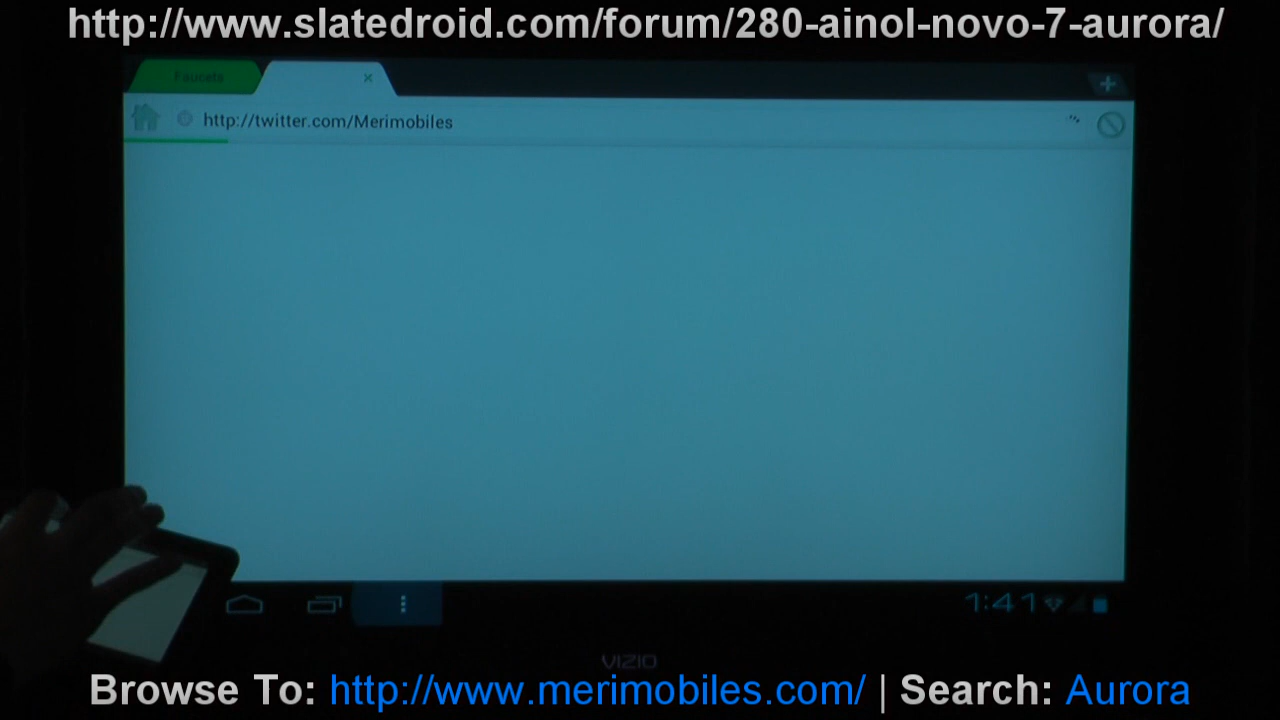 http://www.slatedroid.com/forum/280-ainol-novo-7-aurora/
Faucets
http://twitter.com/Merimobiles
1:41
VIZIO
Browse To: http://www.merimobiles.com/ | Search: Aurora